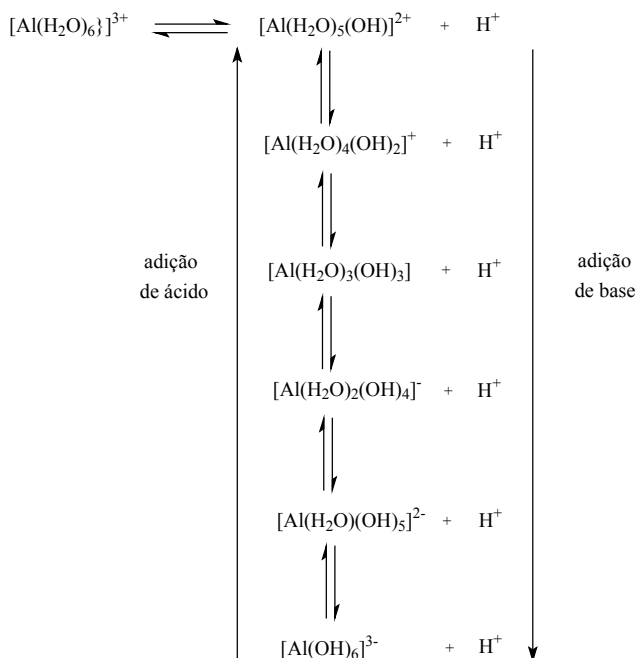 [Al(H₂O)₆}]³⁺ [Al(H₂O)₅(OH)]²⁺ + H⁺
[Al(H₂O)₄(OH)₂]⁺ + H⁺
adição
de ácido
[Al(H₂O)₃(OH)₃] + H⁺
adição
de base
[Al(H₂O)₂(OH)₄]⁻ + H⁺
[Al(H₂O)(OH)₅]²⁻ + H⁺
[Al(OH)₆]³⁻ + H⁺